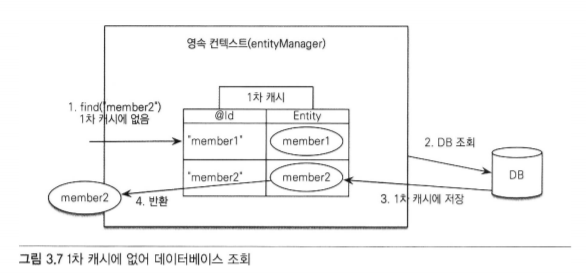 영속 컨텍스트(entityManager)
1차 캐시
@Id Entity
1. find("member2")
1차 캐시에 없음
"member1" member1
2. DB 조회
DB
"member2" member2
3. 1차 캐시에 저장
member2
4. 반환
그림 3.7 1차 캐시에 없어 데이터베이스 조회